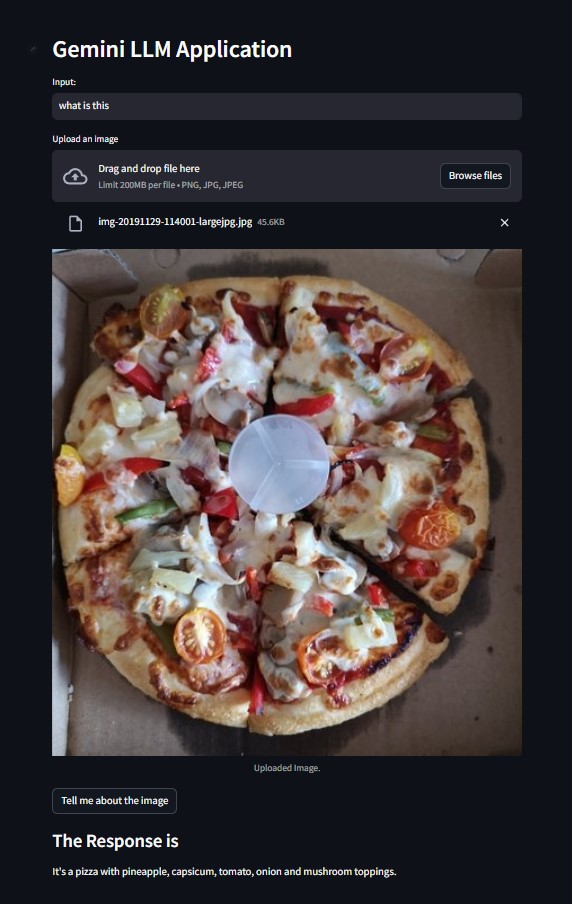 Gemini LLM Application
Input:
what is this
Upload an image
Drag and drop file here
Limit 200MB per file • PNG, JPG, JPEG
Browse files
img-20191129-114001-largejpg.jpg 45.6KB
Uploaded Image.
Tell me about the image
The Response is
It's a pizza with pineapple, capsicum, tomato, onion and mushroom toppings.